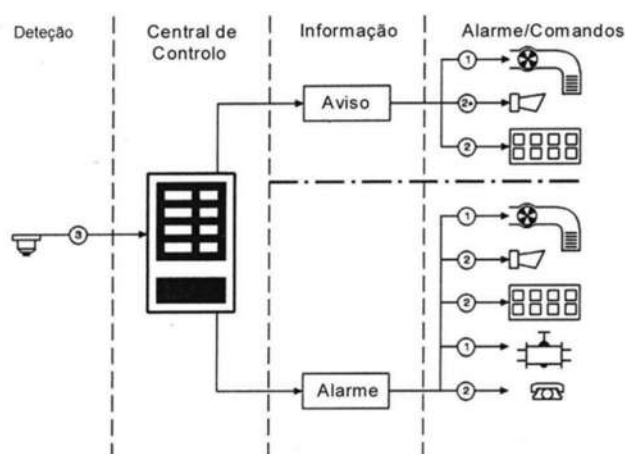 Deteção
Central de
Controlo
Informação
Alarme/Comandos
1
Aviso
2*
2
3
1
2
2
1
Alarme
2